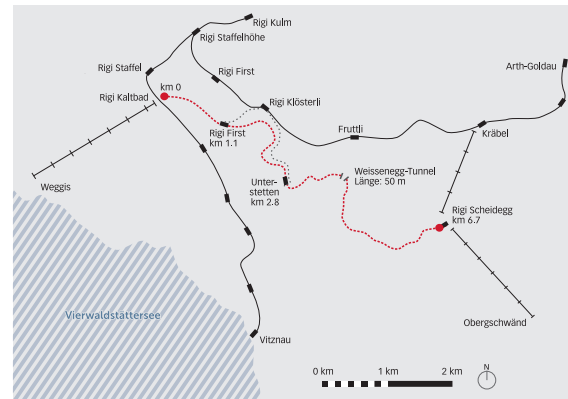 Rigi Kulm
Rigi Staffelhöhe
Rigi Staffel
Rigi First
Arth-Goldau
km 0
Rigi Kaltbad
Rigi Klösterli
Rigi First
km 1.1
Fruttli
Kräbel
Weggis
Unter-
stetten
km 2.8
Weissenegg-Tunnel
Länge: 50 m
Rigi Scheidegg
km 6.7
Vierwaldstättersee
Obergschwänd
Vitznau
0 km
1 km
2 km
N